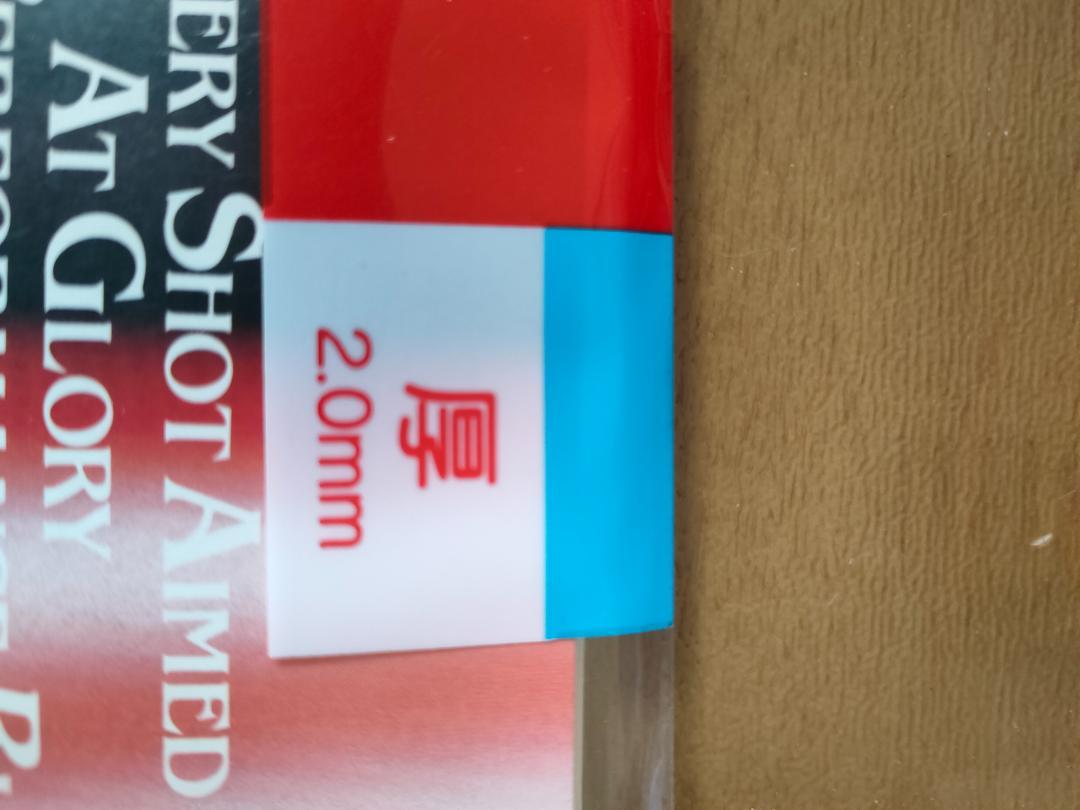 ERY SHOT AIMED
AT GLORY
厚
2.0mm